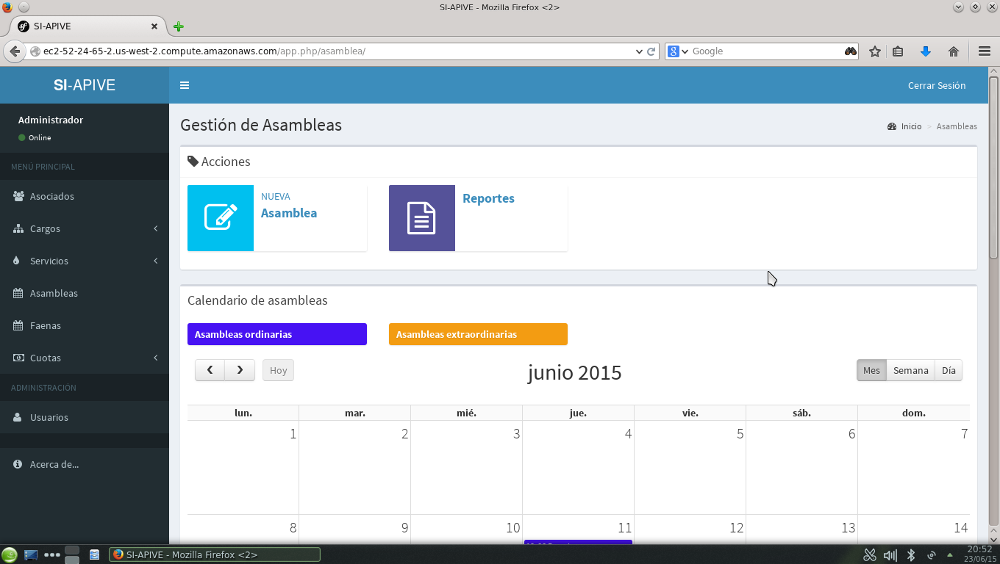 SI-APIVE - Mozilla Firefox <2>
SI-APIVE
ec2-52-24-65-2.us-west-2.compute.amazonaws.com/app.php/asamblea/
Google
SI-APIVE
Cerrar Sesión
Administrador
Online
MENÚ PRINCIPAL
Asociados
Cargos
Servicios
Asambleas
Faenas
Cuotas
ADMINISTRACIÓN
Usuarios
Acerca de...
Gestión de Asambleas
Inicio > Asambleas
Acciones
NUEVA
Asamblea
Reportes
Calendario de asambleas
Asambleas ordinarias
Asambleas extraordinarias
Hoy
junio 2015
Mes Semana Día
lun. mar. mié. jue. vie. sáb. dom.
1 2 3 4 5 6 7
8 9 10 11 12 13 14
SI-APIVE - Mozilla Firefox <2>
20:52
23/06/15